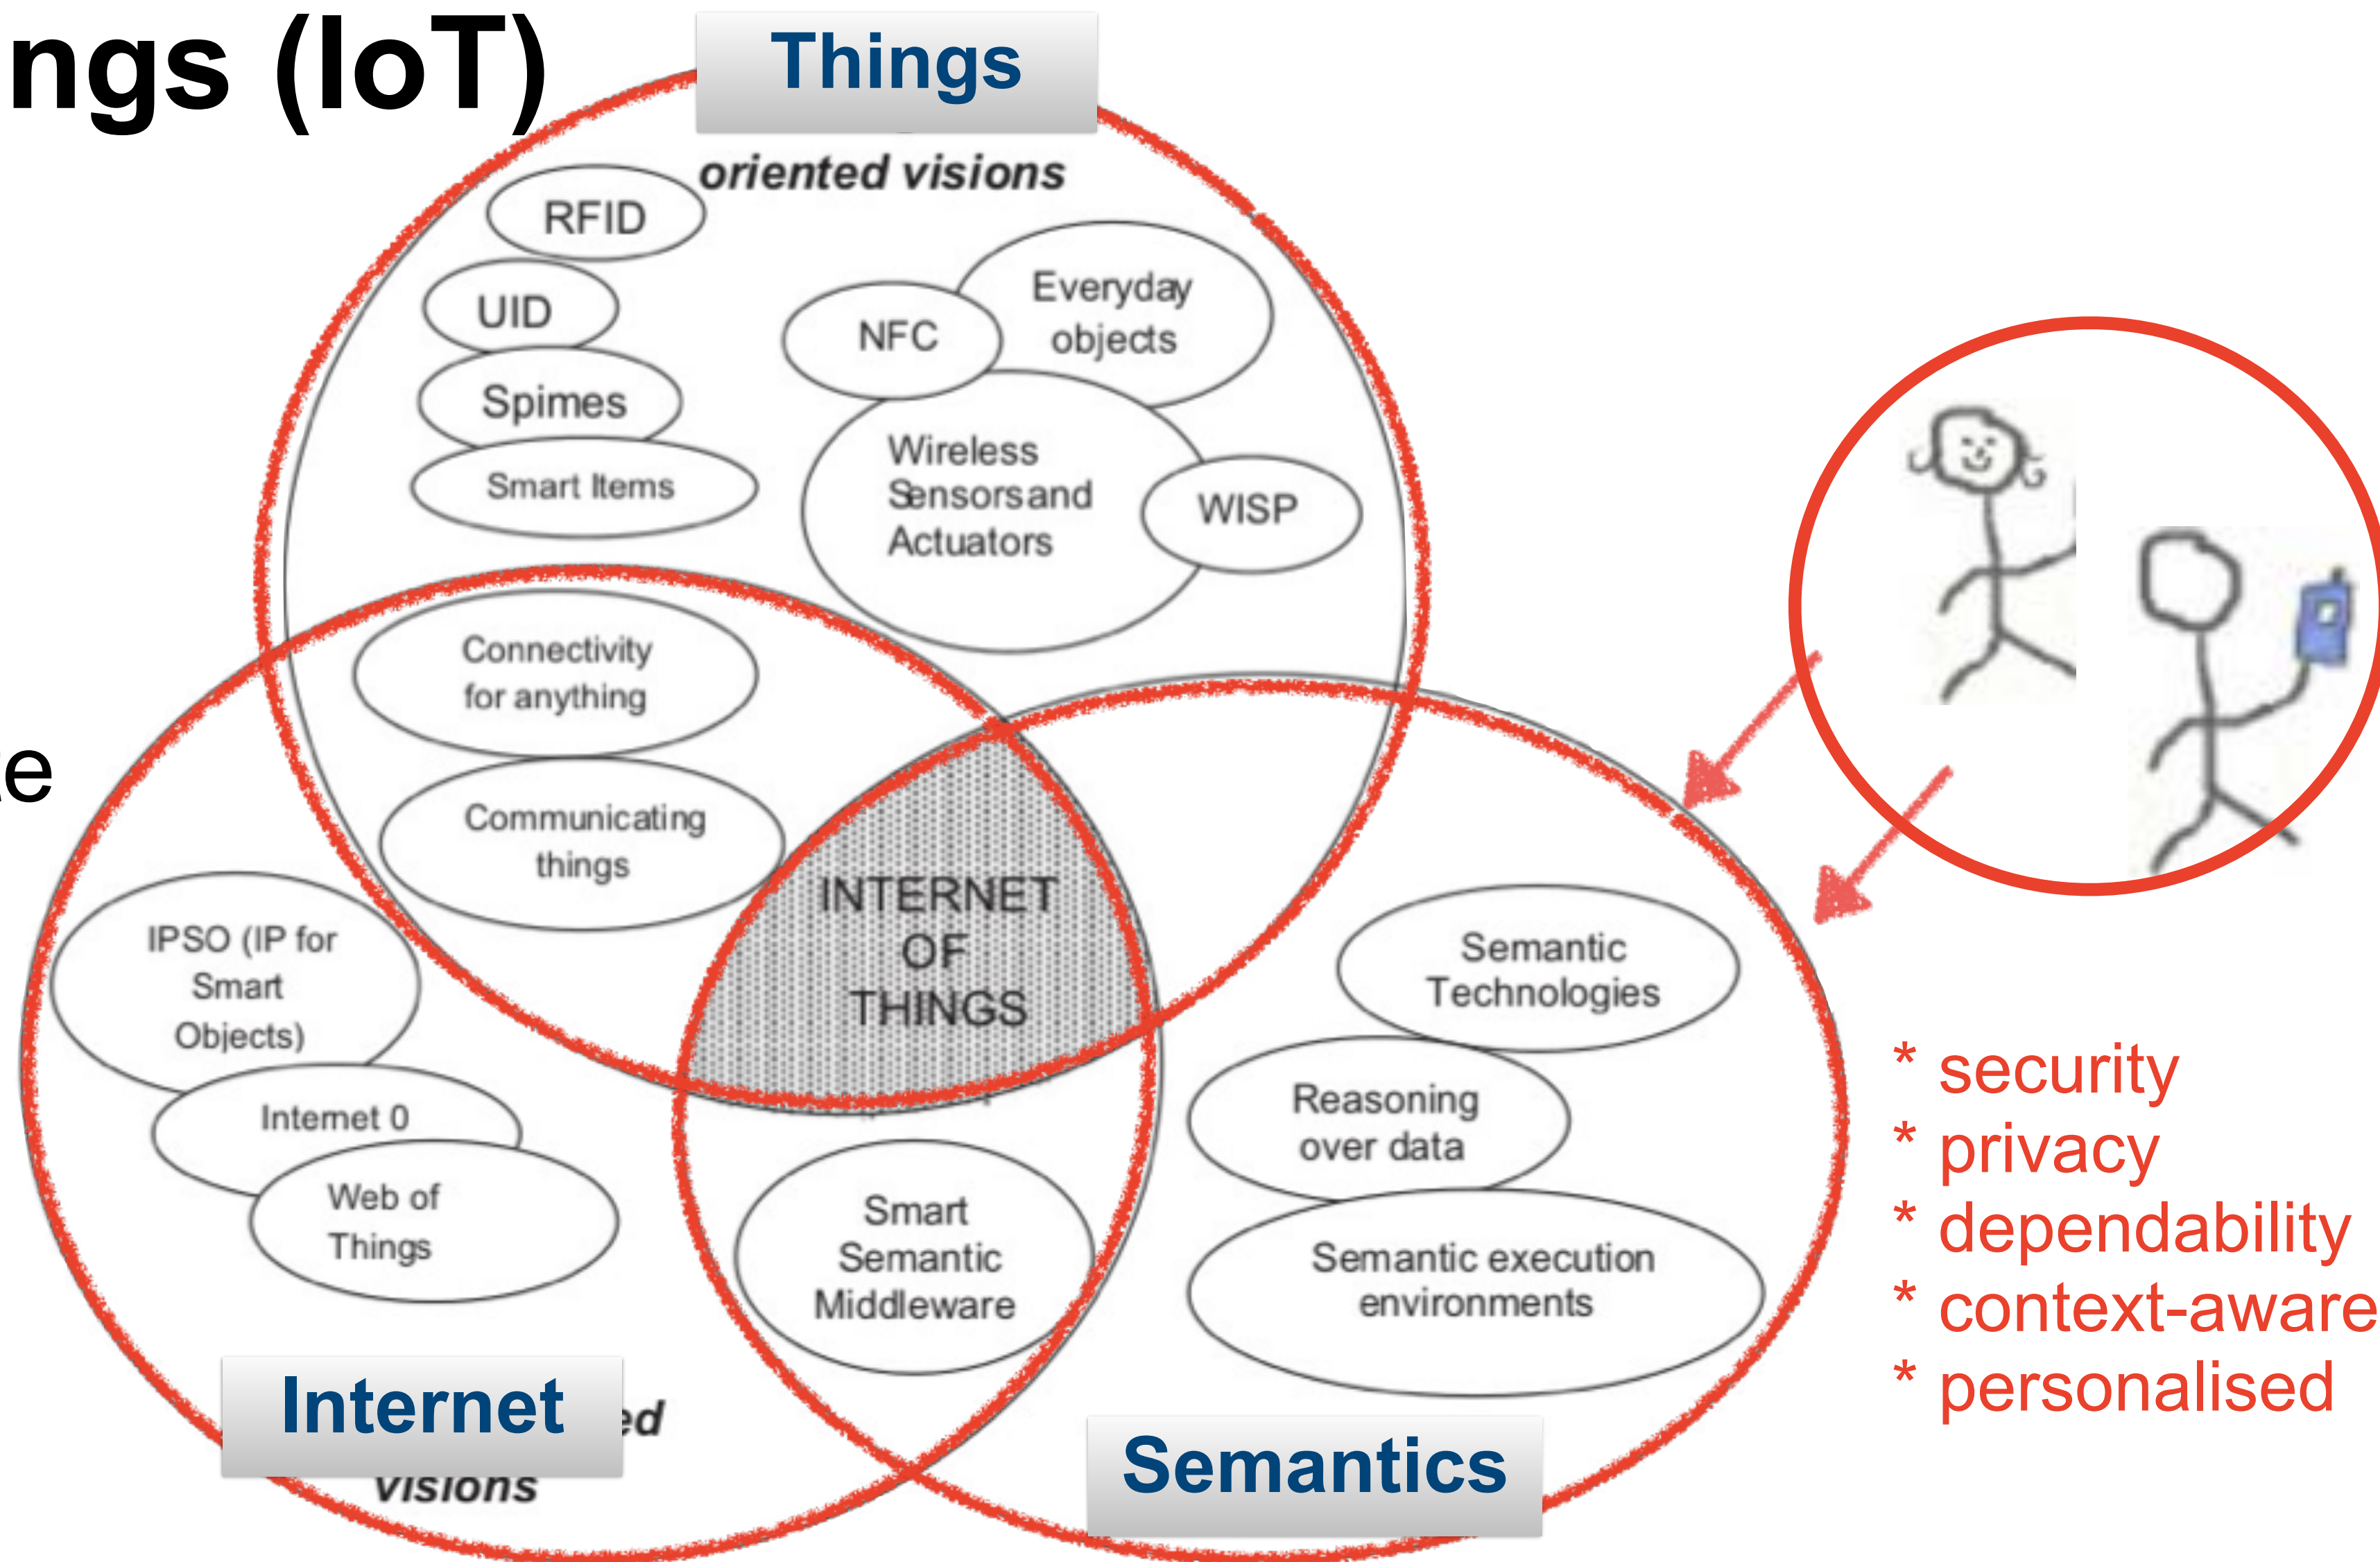 ngs (IoT)
Things
oriented visions
RFID
UID
Spimes
Smart Items
NFC
Everyday
objects
Wireless
Sensors and
Actuators
WISP
Connectivity
for anything
Communicating
things
INTERNET
OF
THINGS
te
IPSO (IP for
Smart
Objects)
Internet 0
Web of
Things
Smart
Semantic
Middleware
Semantic
Technologies
Reasoning
over data
Semantic execution
environments
Internet
ed
visions
Semantics
* security
* privacy
* dependability
* context-aware
* personalised